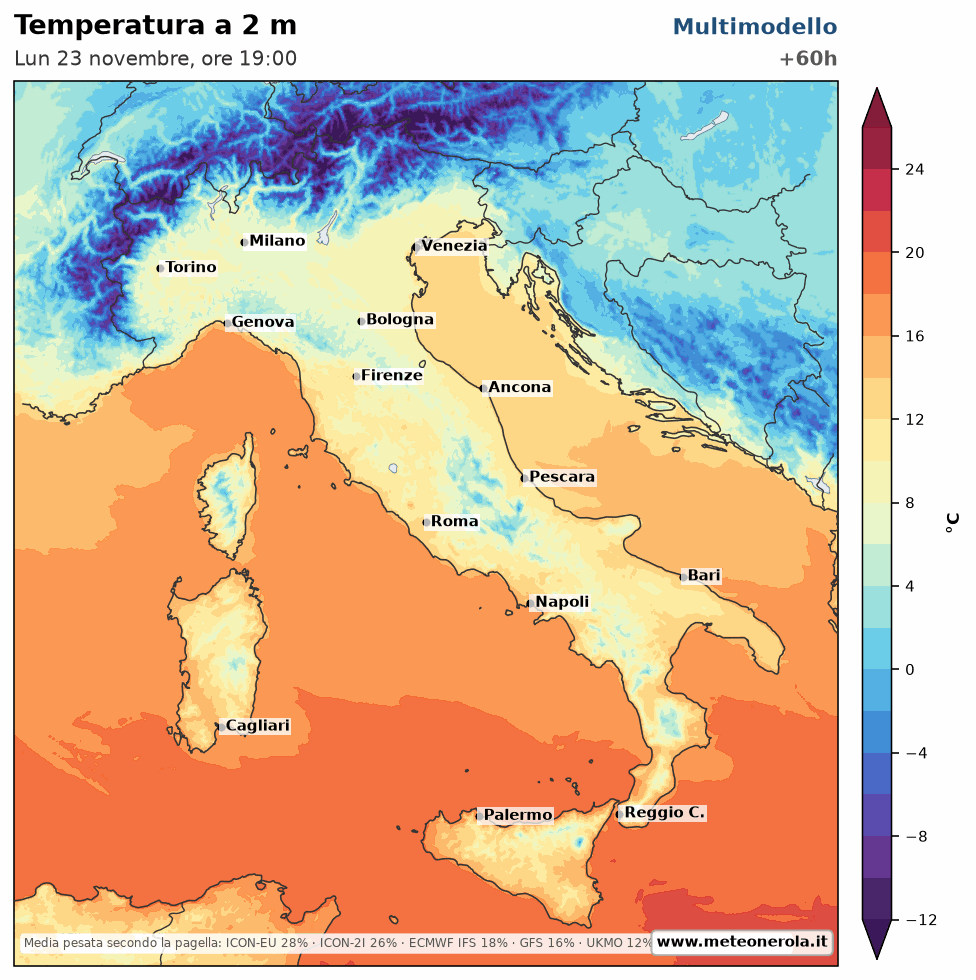 Temperatura a 2 m
Multimodello
Lun 23 novembre, ore 19:00
+60h
24
20
16
12
8
4
0
−4
−8
−12
°C
Milano
Venezia
Torino
Genova
Bologna
Firenze
Ancona
Pescara
Roma
Bari
Napoli
Cagliari
Palermo
Reggio C.
Media pesata secondo la pagella: ICON-EU 28% · ICON-2I 26% · ECMWF IFS 18% · GFS 16% · UKMO 12%
www.meteonerola.it